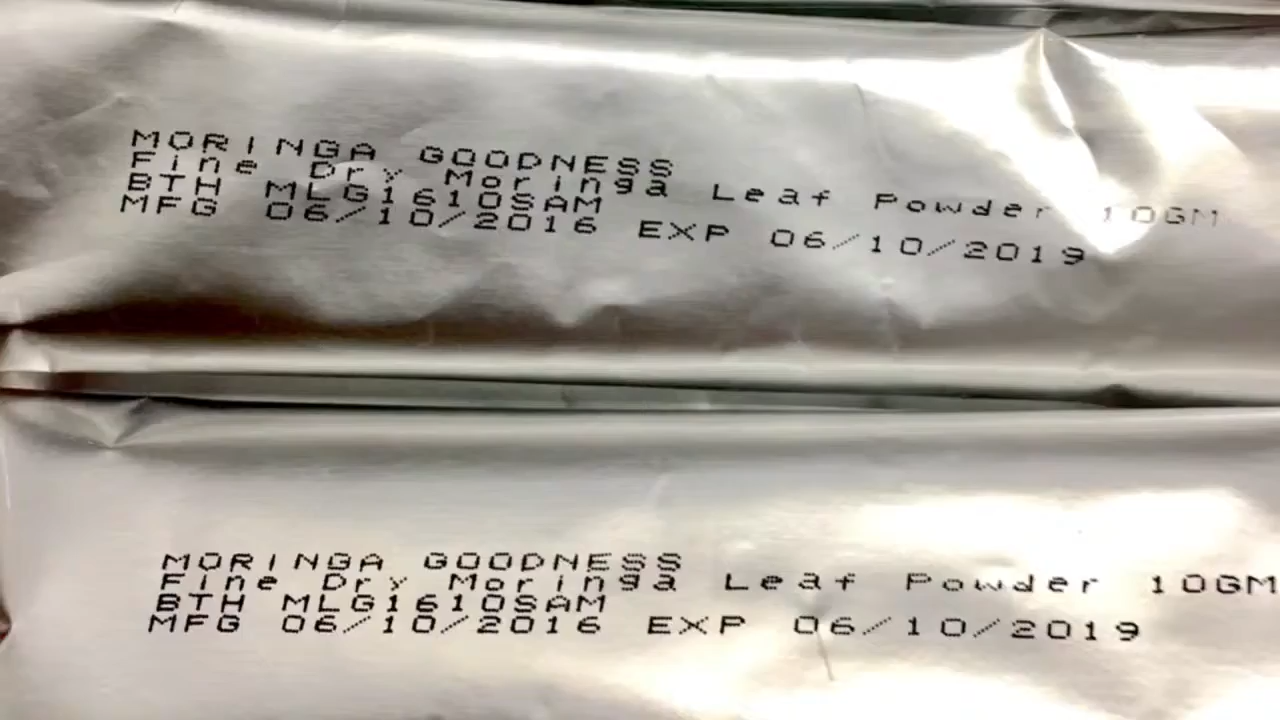 MORINGA GOODNESS
Fine Dry Moringa Leaf Powder 10GM
BTH MLG1610SAM
MFG 06/10/2016 EXP 06/10/2019
MORINGA GOODNESS
Fine Dry Moringa Leaf Powder 10GM
BTH MLG1610SAM
MFG 06/10/2016 EXP 06/10/2019